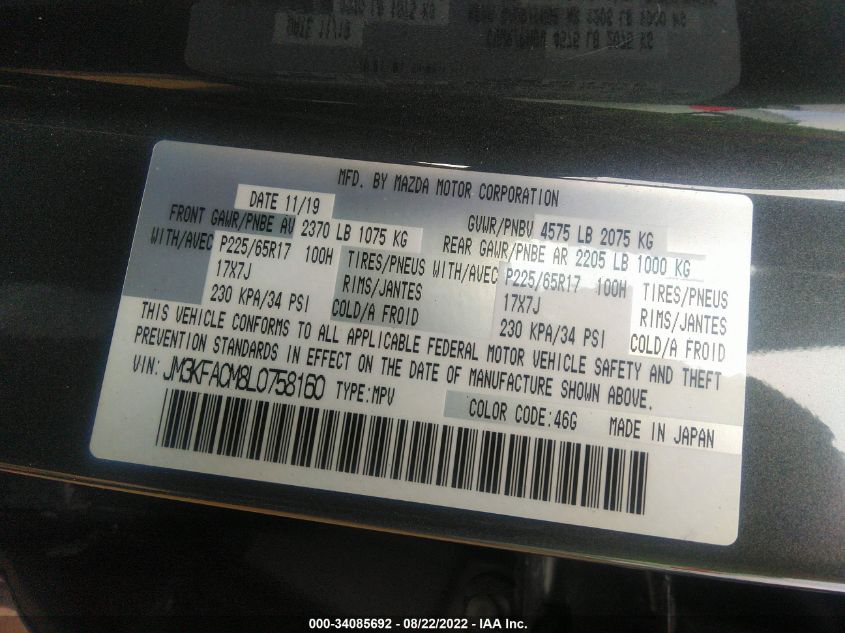 MFD. BY MAZDA MOTOR CORPORATION
DATE 11/19
GVWR/PNBV 4575 LB 2075 KG
FRONT GAWR/PNBE AV 2370 LB 1075 KG
REAR GAWR/PNBE AR 2205 LB 1000 KG
WITH/AVEC P225/65R17 100H TIRES/PNEUS
17X7J RIMS/JANTES
230 KPA/34 PSI COLD/A FROID
WITH/AVEC P225/65R17 100H TIRES/PNEUS
17X7J RIMS/JANTES
230 KPA/34 PSI COLD/A FROID
THIS VEHICLE CONFORMS TO ALL APPLICABLE FEDERAL MOTOR VEHICLE SAFETY AND THEFT
PREVENTION STANDARDS IN EFFECT ON THE DATE OF MANUFACTURE SHOWN ABOVE.
VIN: JM3KFACM8L0758160 TYPE:MPV
COLOR CODE:46G MADE IN JAPAN
000-34085692 - 08/22/2022 - IAA Inc.